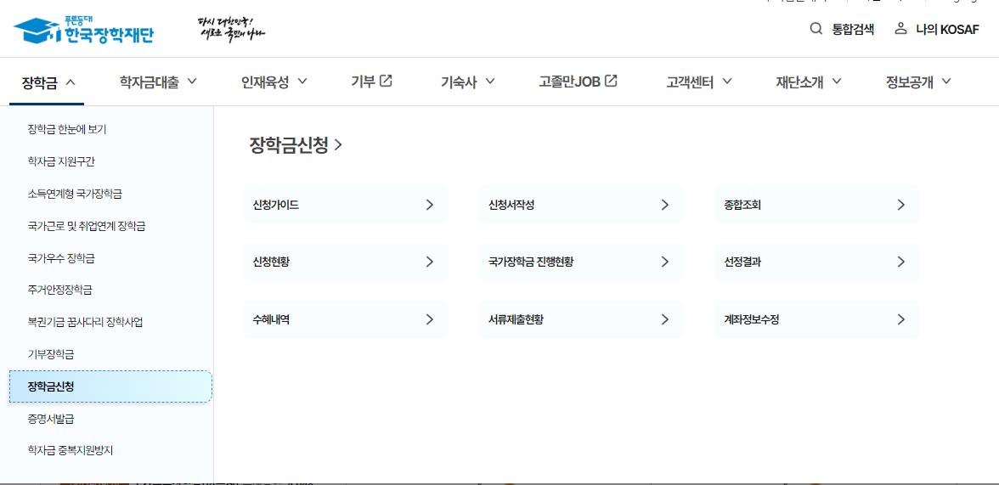 푸른등대
한국장학재단
다시 대한민국!
새로운 국민의 나라
통합검색
나의 KOSAF
장학금
학자금대출
인재육성
기부
기숙사
고졸만JOB
고객센터
재단소개
정보공개
장학금 한눈에 보기
학자금 지원구간
소득연계형 국가장학금
국가근로 및 취업연계 장학금
국가우수 장학금
주거안정장학금
복권기금 꿈사다리 장학사업
기부장학금
장학금신청
증명서발급
학자금 중복지원방지
장학금신청
신청가이드
신청서작성
종합조회
신청현황
국가장학금 진행현황
선정결과
수혜내역
서류제출현황
계좌정보수정